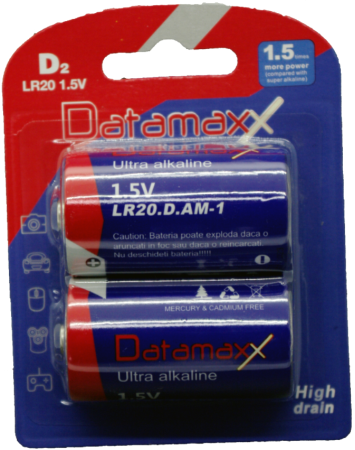 D2
LR20 1.5V
1.5 times
more power
(compared with
super alkaline)
Datamaxx
Ultra alkaline
1.5V
LR20.D.AM-1
Caution: Bateria poate exploda daca o
aruncati in foc sau daca o reincarcati.
Nu deschideti bateria!!!!!
+
MERCURY & CADMIUM FREE
Datamaxx
Ultra alkaline
1.5V
High
drain